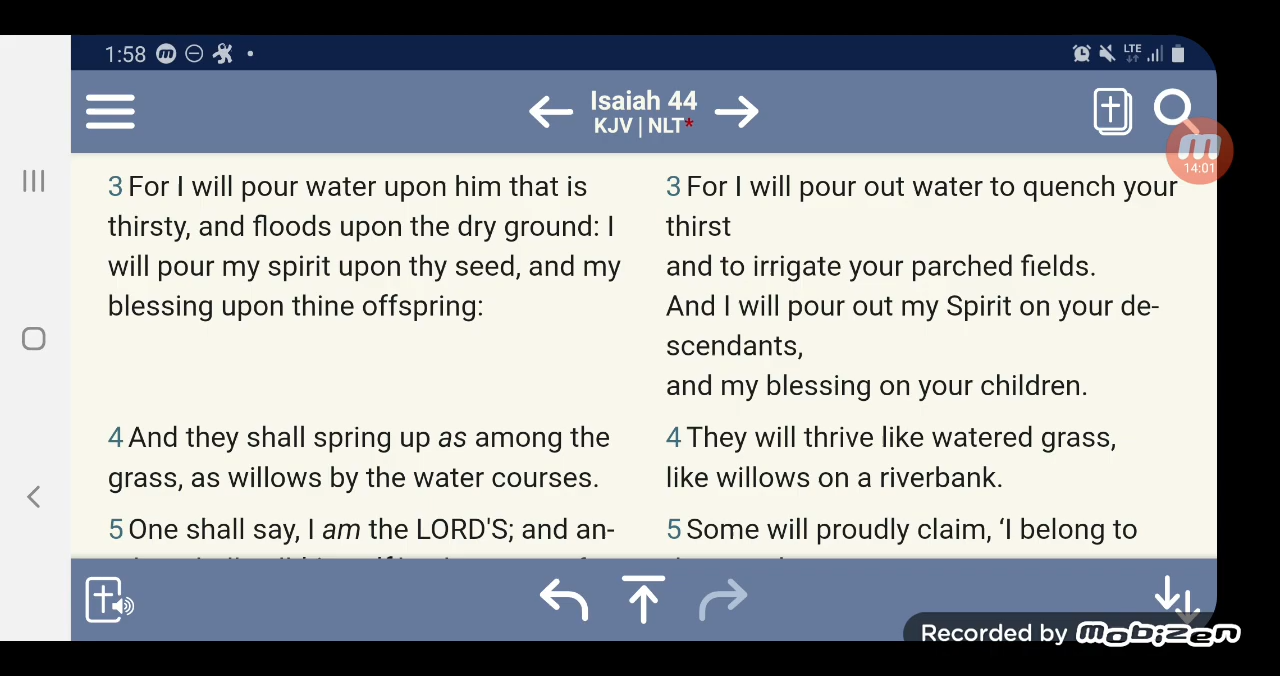 1:58
LTE
Isaiah 44
KJV | NLT*
14:01
3 For I will pour water upon him that is
thirsty, and floods upon the dry ground: I
will pour my spirit upon thy seed, and my
blessing upon thine offspring:
4 And they shall spring up as among the
grass, as willows by the water courses.
5 One shall say, I am the LORD'S; and an-
3 For I will pour out water to quench your
thirst
and to irrigate your parched fields.
And I will pour out my Spirit on your de-
scendants,
and my blessing on your children.
4 They will thrive like watered grass,
like willows on a riverbank.
5 Some will proudly claim, ‘I belong to
Recorded by Mobizen